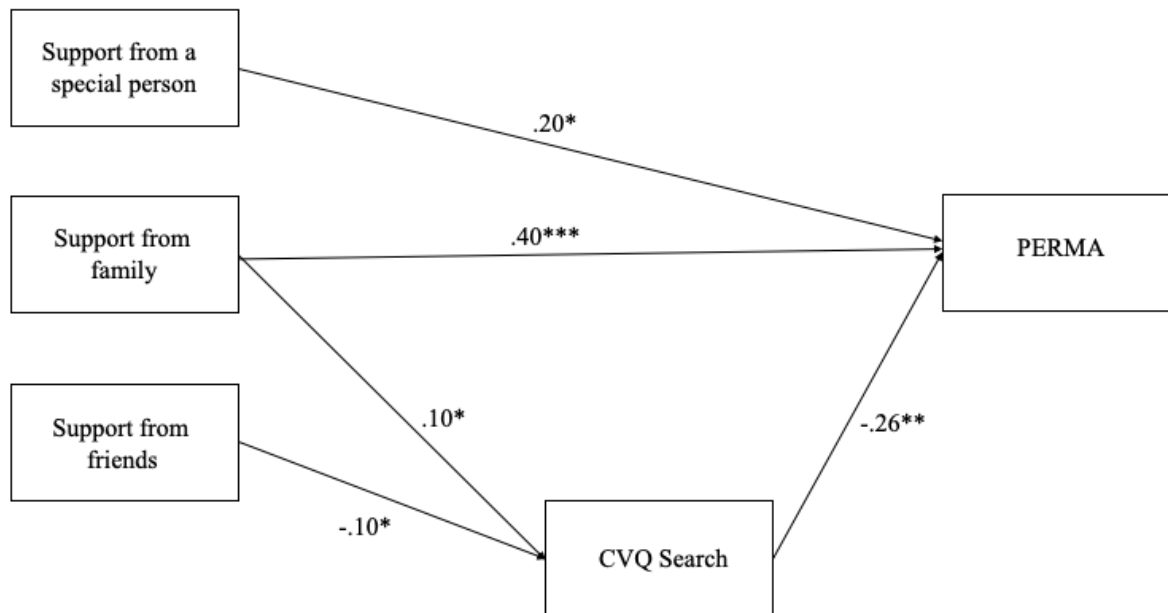 Support from a
special person
.20*
Support from
family
.40***
PERMA
Support from
friends
.10*
-.26**
-.10*
CVQ Search